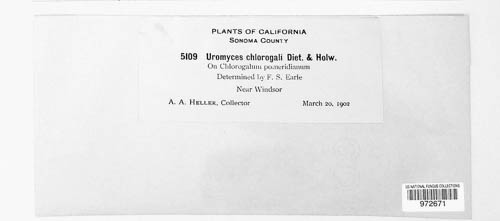 PLANTS OF CALIFORNIA
SONOMA COUNTY
5109 Uromyces chlorogali Diet. & Holw.
On Chlorogalum pomeridianum
Determined by F. S. Earle
Near Windsor
A. A. HELLER, Collector March 20, 1902
US NATIONAL FUNGUS COLLECTIONS
972671